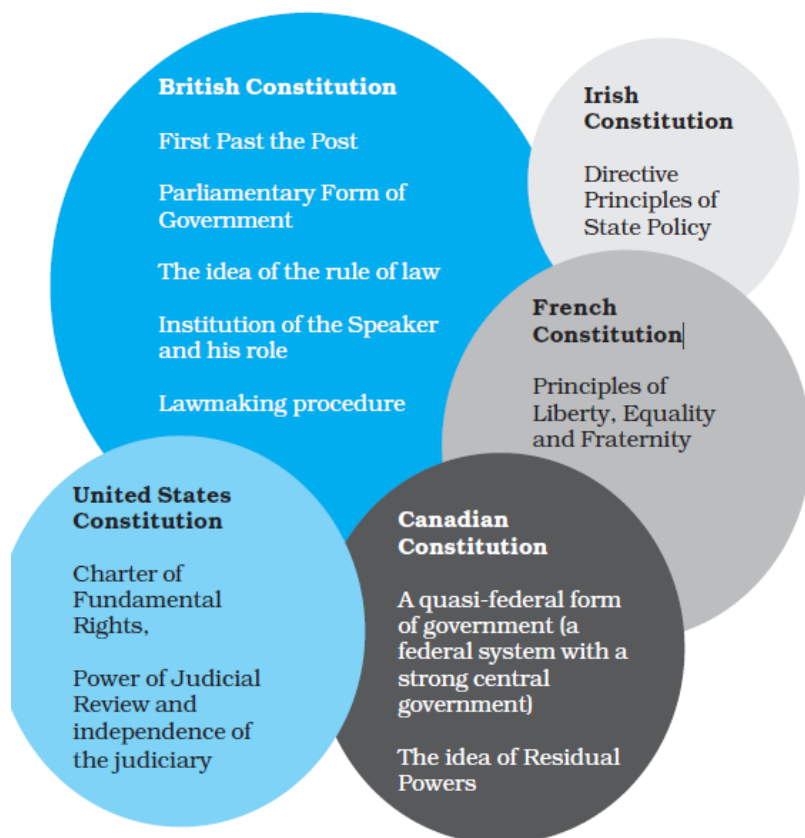 British Constitution
First Past the Post
Parliamentary Form of
Government
The idea of the rule of law
Institution of the Speaker
and his role
Lawmaking procedure
Irish
Constitution
Directive
Principles of
State Policy
French
Constitution
Principles of
Liberty, Equality
and Fraternity
United States
Constitution
Charter of
Fundamental
Rights,
Power of Judicial
Review and
independence of
the judiciary
Canadian
Constitution
A quasi-federal form
of government (a
federal system with a
strong central
government)
The idea of Residual
Powers